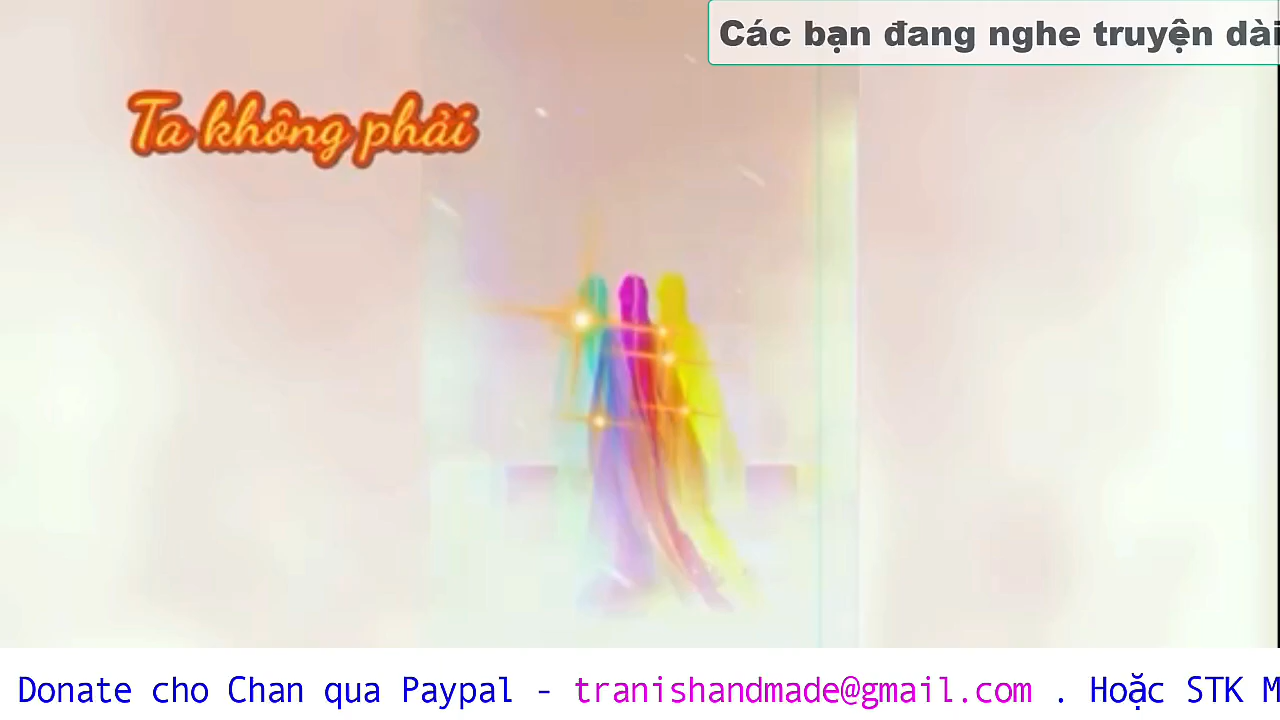 Các bạn đang nghe truyện dài
Ta không phải
Donate cho Chan qua Paypal - tranishandmade@gmail.com . Hoặc STK M